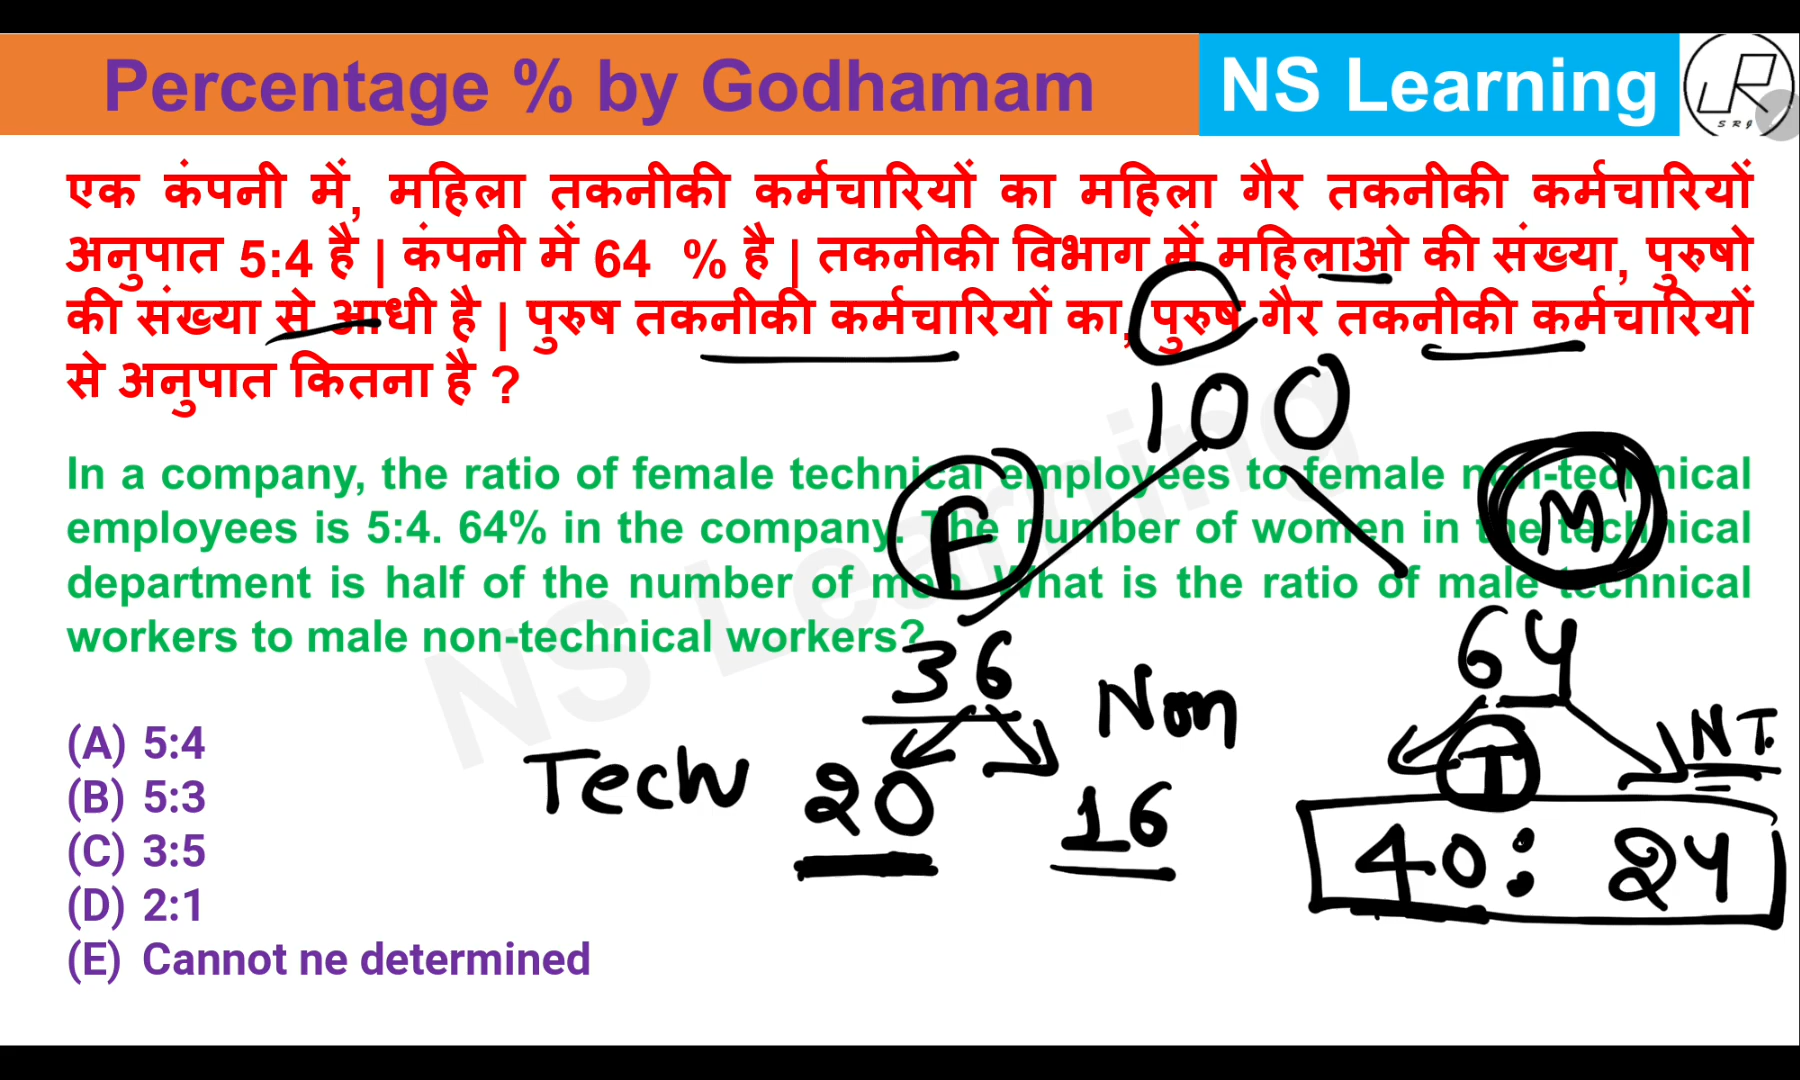 Percentage % by Godhamam
NS Learning
SRG
एक कंपनी में, महिला तकनीकी कर्मचारियों का महिला गैर तकनीकी कर्मचारियों
अनुपात 5:4 है | कंपनी में 64 % है | तकनीकी विभाग में महिलाओ की संख्या, पुरुषो
की संख्या से आधी है | पुरुष तकनीकी कर्मचारियों का, पुरुष गैर तकनीकी कर्मचारियों
से अनुपात कितना है ?
100
In a company, the ratio of female technical employees to female non-technical
employees is 5:4. 64% in the company. The number of women in the technical
department is half of the number of men. What is the ratio of male technical
workers to male non-technical workers?
F
M
36
64
Non
Tech
T
NT.
20
16
40 : 24
(A) 5:4
(B) 5:3
(C) 3:5
(D) 2:1
(E) Cannot ne determined
NS Learning